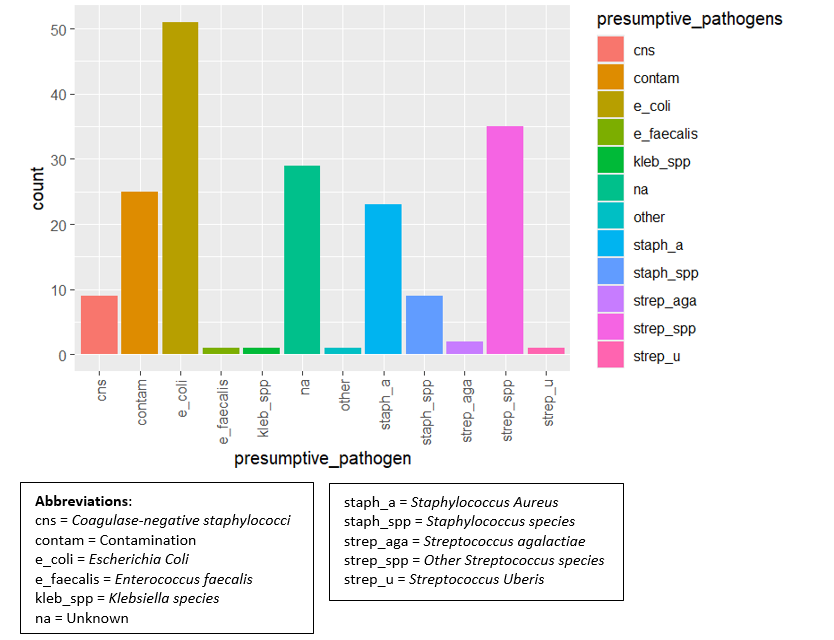 presumptive_pathogens
cns
contam
e_coli
e_faecalis
kleb_spp
na
other
staph_a
staph_spp
strep_aga
strep_spp
strep_u
count
50
40
30
20
10
0
cns
contam
e_coli
e_faecalis
kleb_spp
na
other
staph_a
staph_spp
strep_aga
strep_spp
strep_u
presumptive_pathogen
Abbreviations:
cns = Coagulase-negative staphylococci
contam = Contamination
e_coli = Escherichia Coli
e_faecalis = Enterococcus faecalis
kleb_spp = Klebsiella species
na = Unknown
staph_a = Staphylococcus Aureus
staph_spp = Staphylococcus species
strep_aga = Streptococcus agalactiae
strep_spp = Other Streptococcus species
strep_u = Streptococcus Uberis